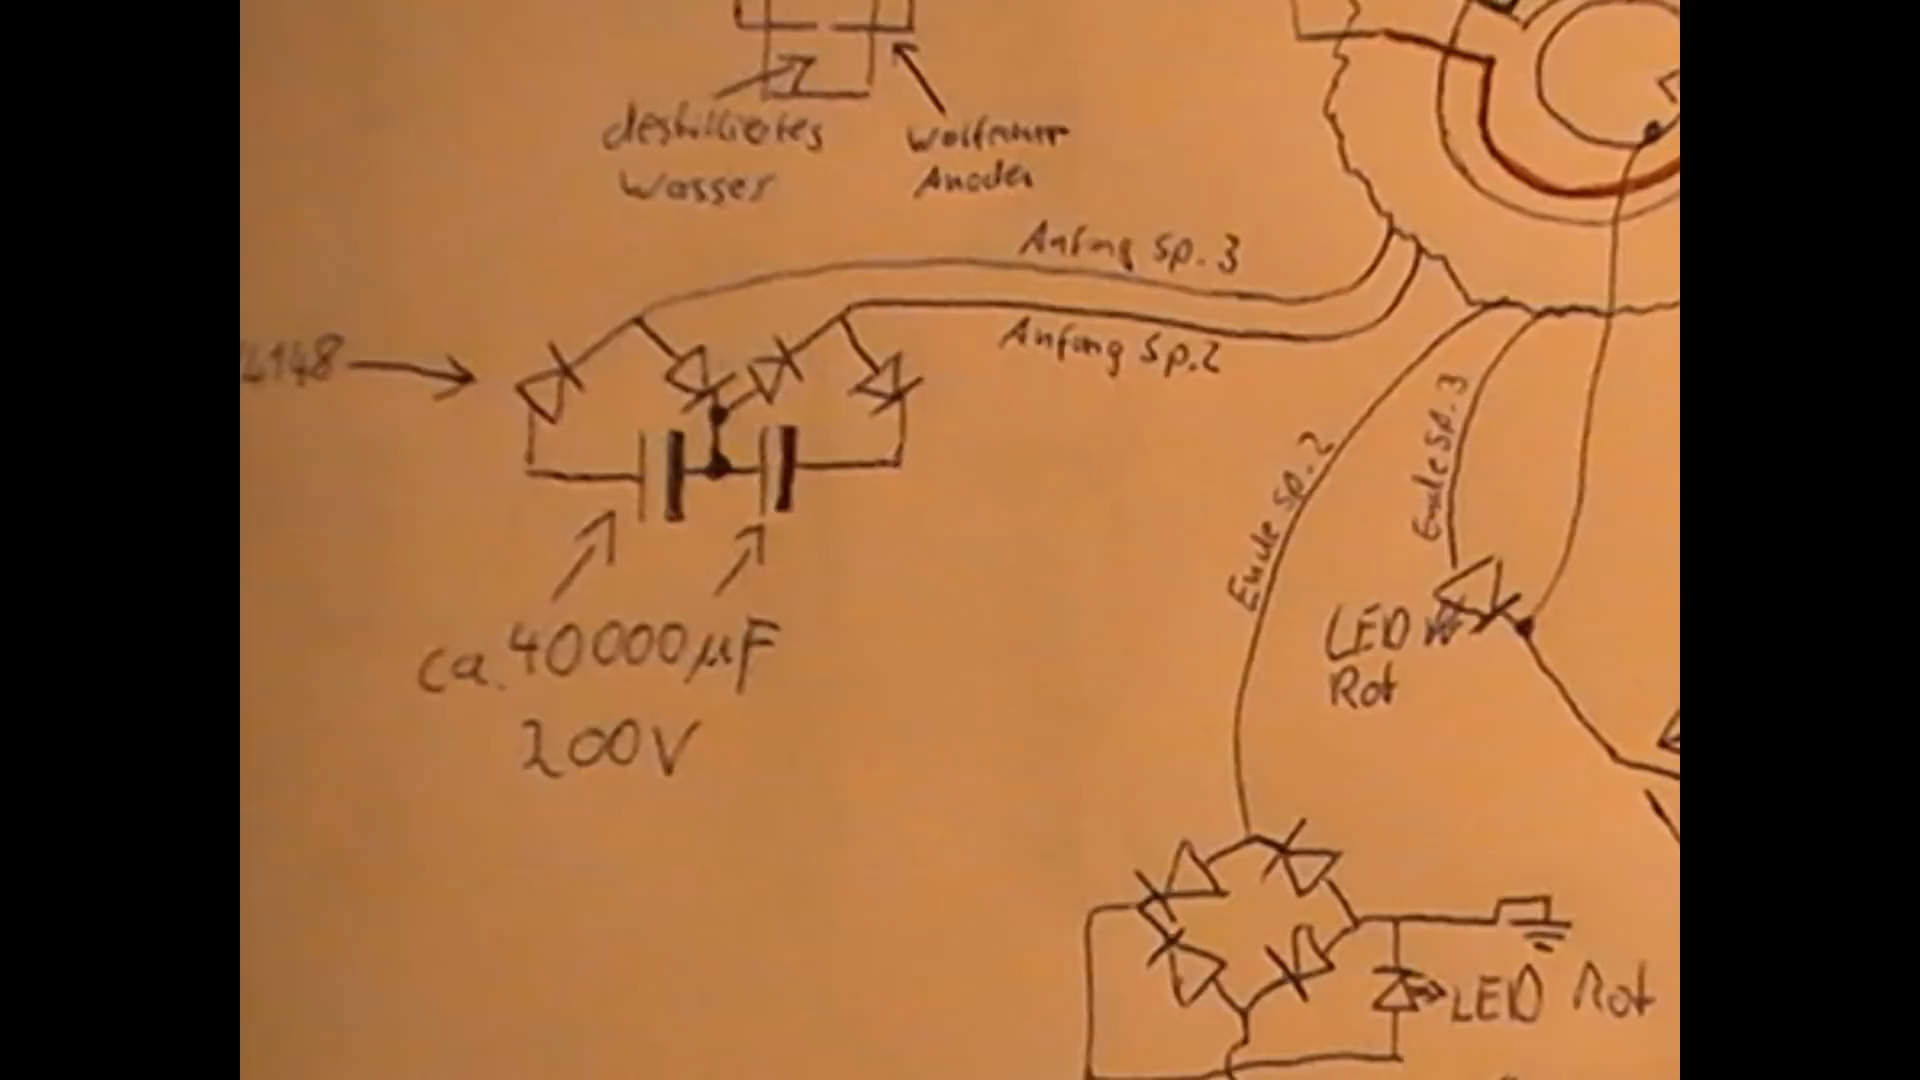 destilliertes
Wasser
Wolfram
Anoden
Anfang Sp. 3
Anfang Sp. 2
4148
Ende Sp. 2
Ende Sp. 3
LED
Rot
ca. 40000µF
200V
LED Rot